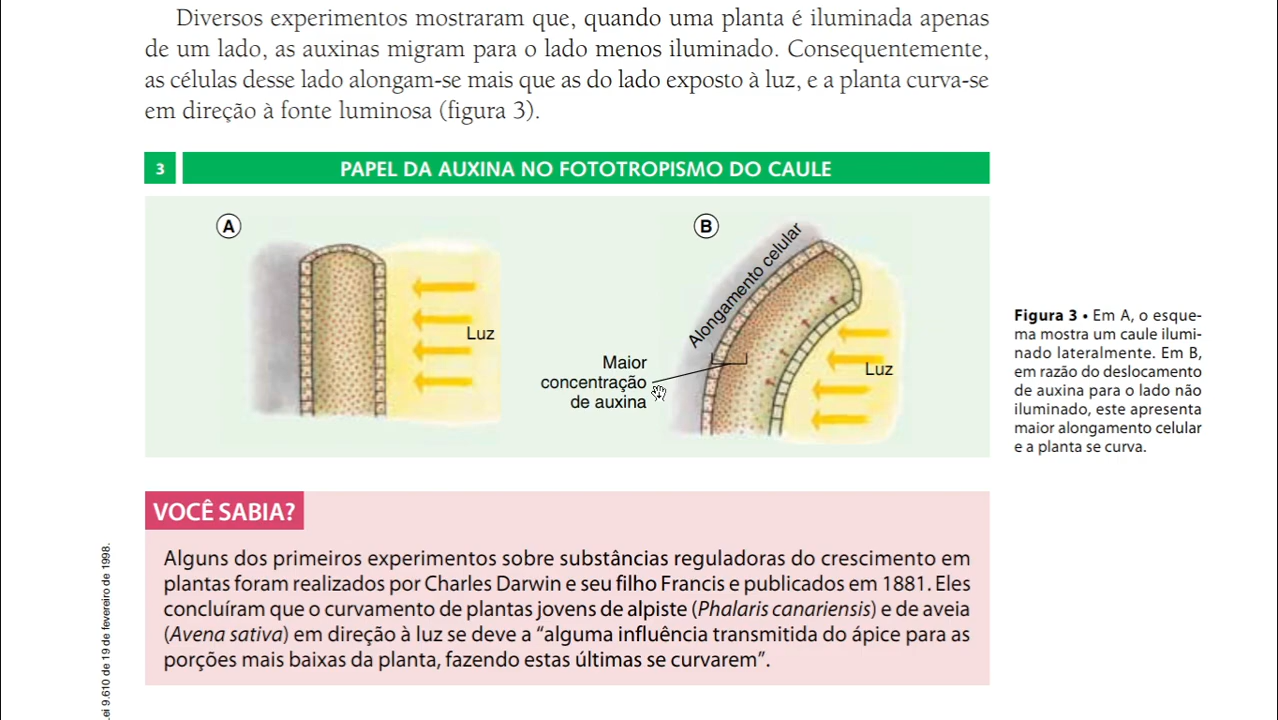 Diversos experimentos mostraram que, quando uma planta é iluminada apenas
de um lado, as auxinas migram para o lado menos iluminado. Consequentemente,
as células desse lado alongam-se mais que as do lado exposto à luz, e a planta curva-se
em direção à fonte luminosa (figura 3).
3
PAPEL DA AUXINA NO FOTOTROPISMO DO CAULE
A
Luz
B
Alongamento celular
Maior
concentração
de auxina
Luz
Figura 3 • Em A, o esque-
ma mostra um caule ilumi-
nado lateralmente. Em B,
em razão do deslocamento
de auxina para o lado não
iluminado, este apresenta
maior alongamento celular
e a planta se curva.
VOCÊ SABIA?
Alguns dos primeiros experimentos sobre substâncias reguladoras do crescimento em
plantas foram realizados por Charles Darwin e seu filho Francis e publicados em 1881. Eles
concluíram que o curvamento de plantas jovens de alpiste (Phalaris canariensis) e de aveia
(Avena sativa) em direção à luz se deve a “alguma influência transmitida do ápice para as
porções mais baixas da planta, fazendo estas últimas se curvarem”.
Lei 9.610 de 19 de fevereiro de 1998.